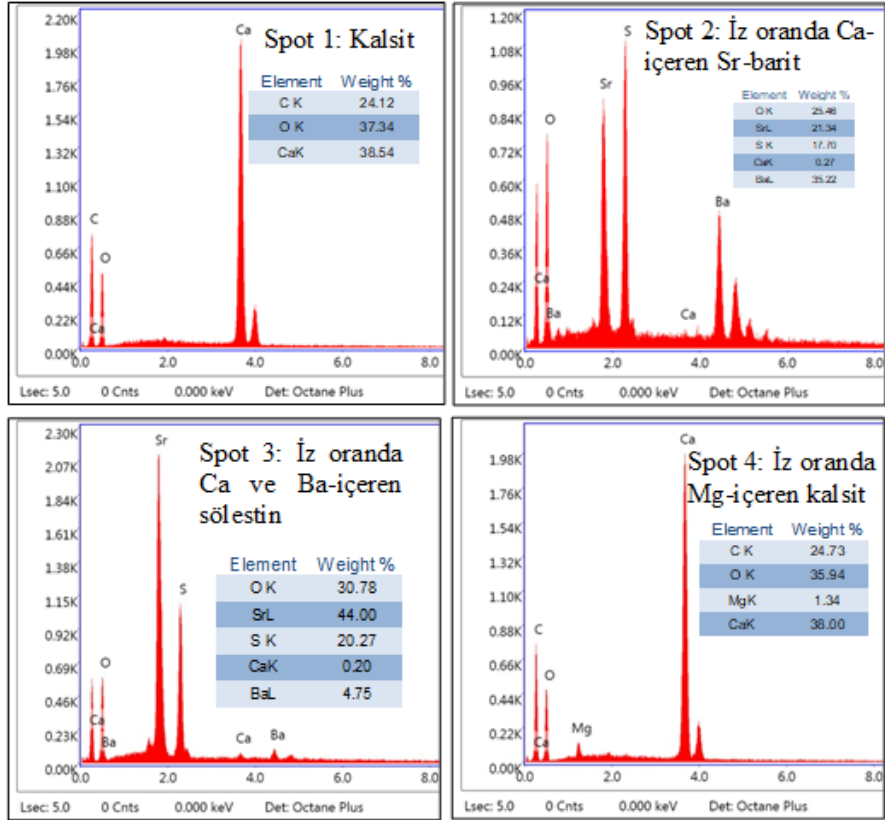 Spot 1: Kalsit
Element Weight %
C K 24.12
O K 37.34
CaK 38.54
2.20K
1.98K
1.76K
1.54K
1.32K
1.10K
0.88K
0.66K
0.44K
0.22K
0.00K
Ca
C
O
Ca
0.0 2.0 4.0 6.0 8.0
Lsec: 5.0 0 Cnts 0.000 keV Det: Octane Plus
Spot 2: İz oranda Ca-
içeren Sr-barit
Element Weight %
O K 25.46
SrL 21.34
S K 17.70
CaK 0.27
BaL 35.22
1.20K
1.08K
0.96K
0.84K
0.72K
0.60K
0.48K
0.36K
0.24K
0.12K
0.00K
S
Sr
O
Ba
Ca
Ba
Ca
0.0 2.0 4.0 6.0 8.0
Lsec: 5.0 0 Cnts 0.000 keV Det: Octane Plus
Spot 3: İz oranda
Ca ve Ba-içeren
sölestin
Element Weight %
O K 30.78
SrL 44.00
S K 20.27
CaK 0.20
BaL 4.75
2.30K
2.07K
1.84K
1.61K
1.38K
1.15K
0.92K
0.69K
0.46K
0.23K
0.00K
Sr
S
O
Ca
Ba
Ca
Ba
0.0 2.0 4.0 6.0 8.0
Lsec: 5.0 0 Cnts 0.000 keV Det: Octane Plus
Spot 4: İz oranda
Mg-içeren kalsit
Element Weight %
C K 24.73
O K 35.94
MgK 1.34
CaK 38.00
1.98K
1.76K
1.54K
1.32K
1.10K
0.88K
0.66K
0.44K
0.22K
0.00K
Ca
C
O
Mg
Ca
0.0 2.0 4.0 6.0 8.0
Lsec: 5.0 0 Cnts 0.000 keV Det: Octane Plus